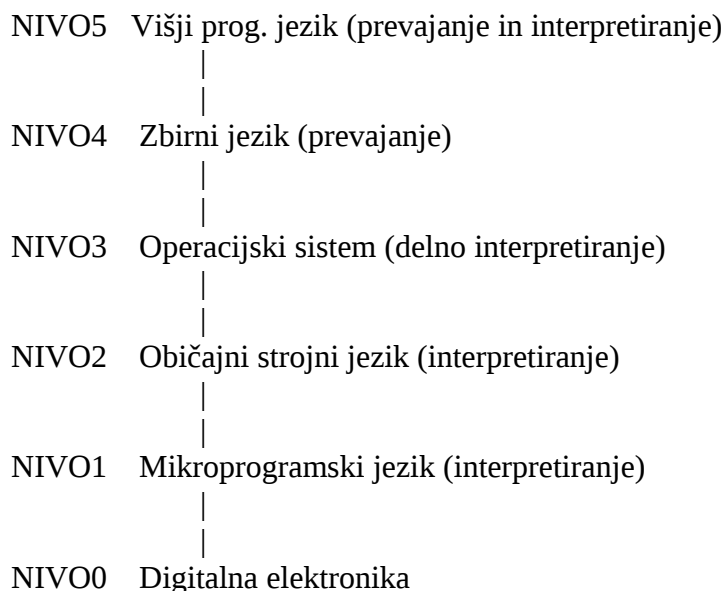 NIVO5 Višji prog. jezik (prevajanje in interpretiranje)
|
|
NIVO4 Zbirni jezik (prevajanje)
|
|
NIVO3 Operacijski sistem (delno interpretiranje)
|
|
NIVO2 Običajni strojni jezik (interpretiranje)
|
|
NIVO1 Mikroprogramski jezik (interpretiranje)
|
|
NIVO0 Digitalna elektronika